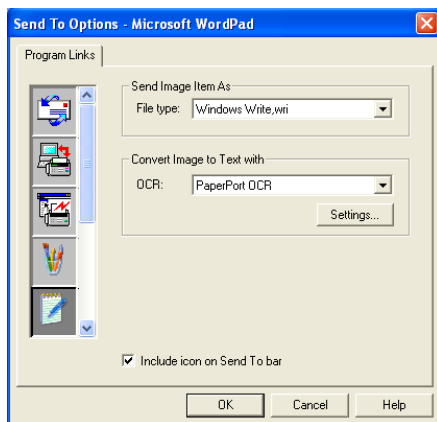 Send To Options - Microsoft WordPad
Program Links
Send Image Item As
File type: Windows Write,wri
Convert Image to Text with
OCR: PaperPort OCR
Settings...
Include icon on Send To bar
OK Cancel Help